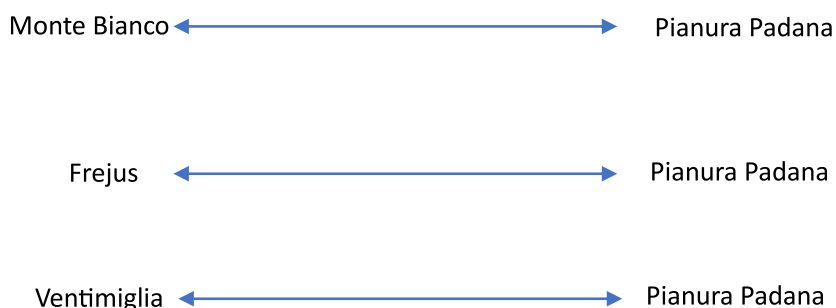 Monte Bianco Pianura Padana
Frejus Pianura Padana
Ventimiglia Pianura Padana